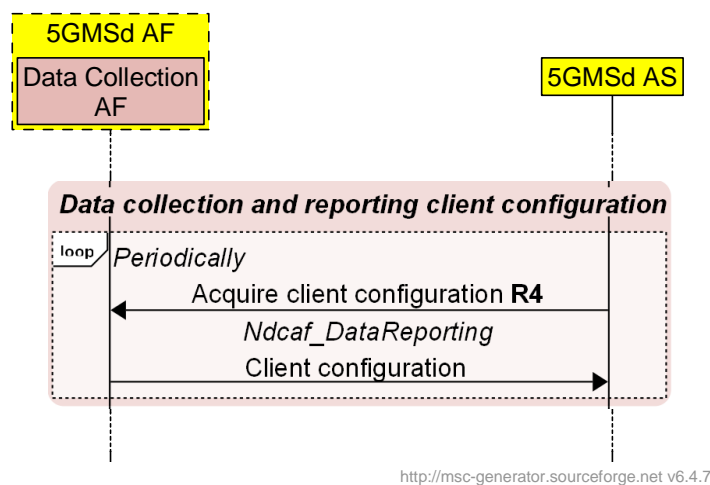 5GMSd AF
Data Collection
AF
5GMSd AS
Data collection and reporting client configuration
loop
Periodically
Acquire client configuration R4
Ndcaf_DataReporting
Client configuration
http://msc-generator.sourceforge.net v6.4.7